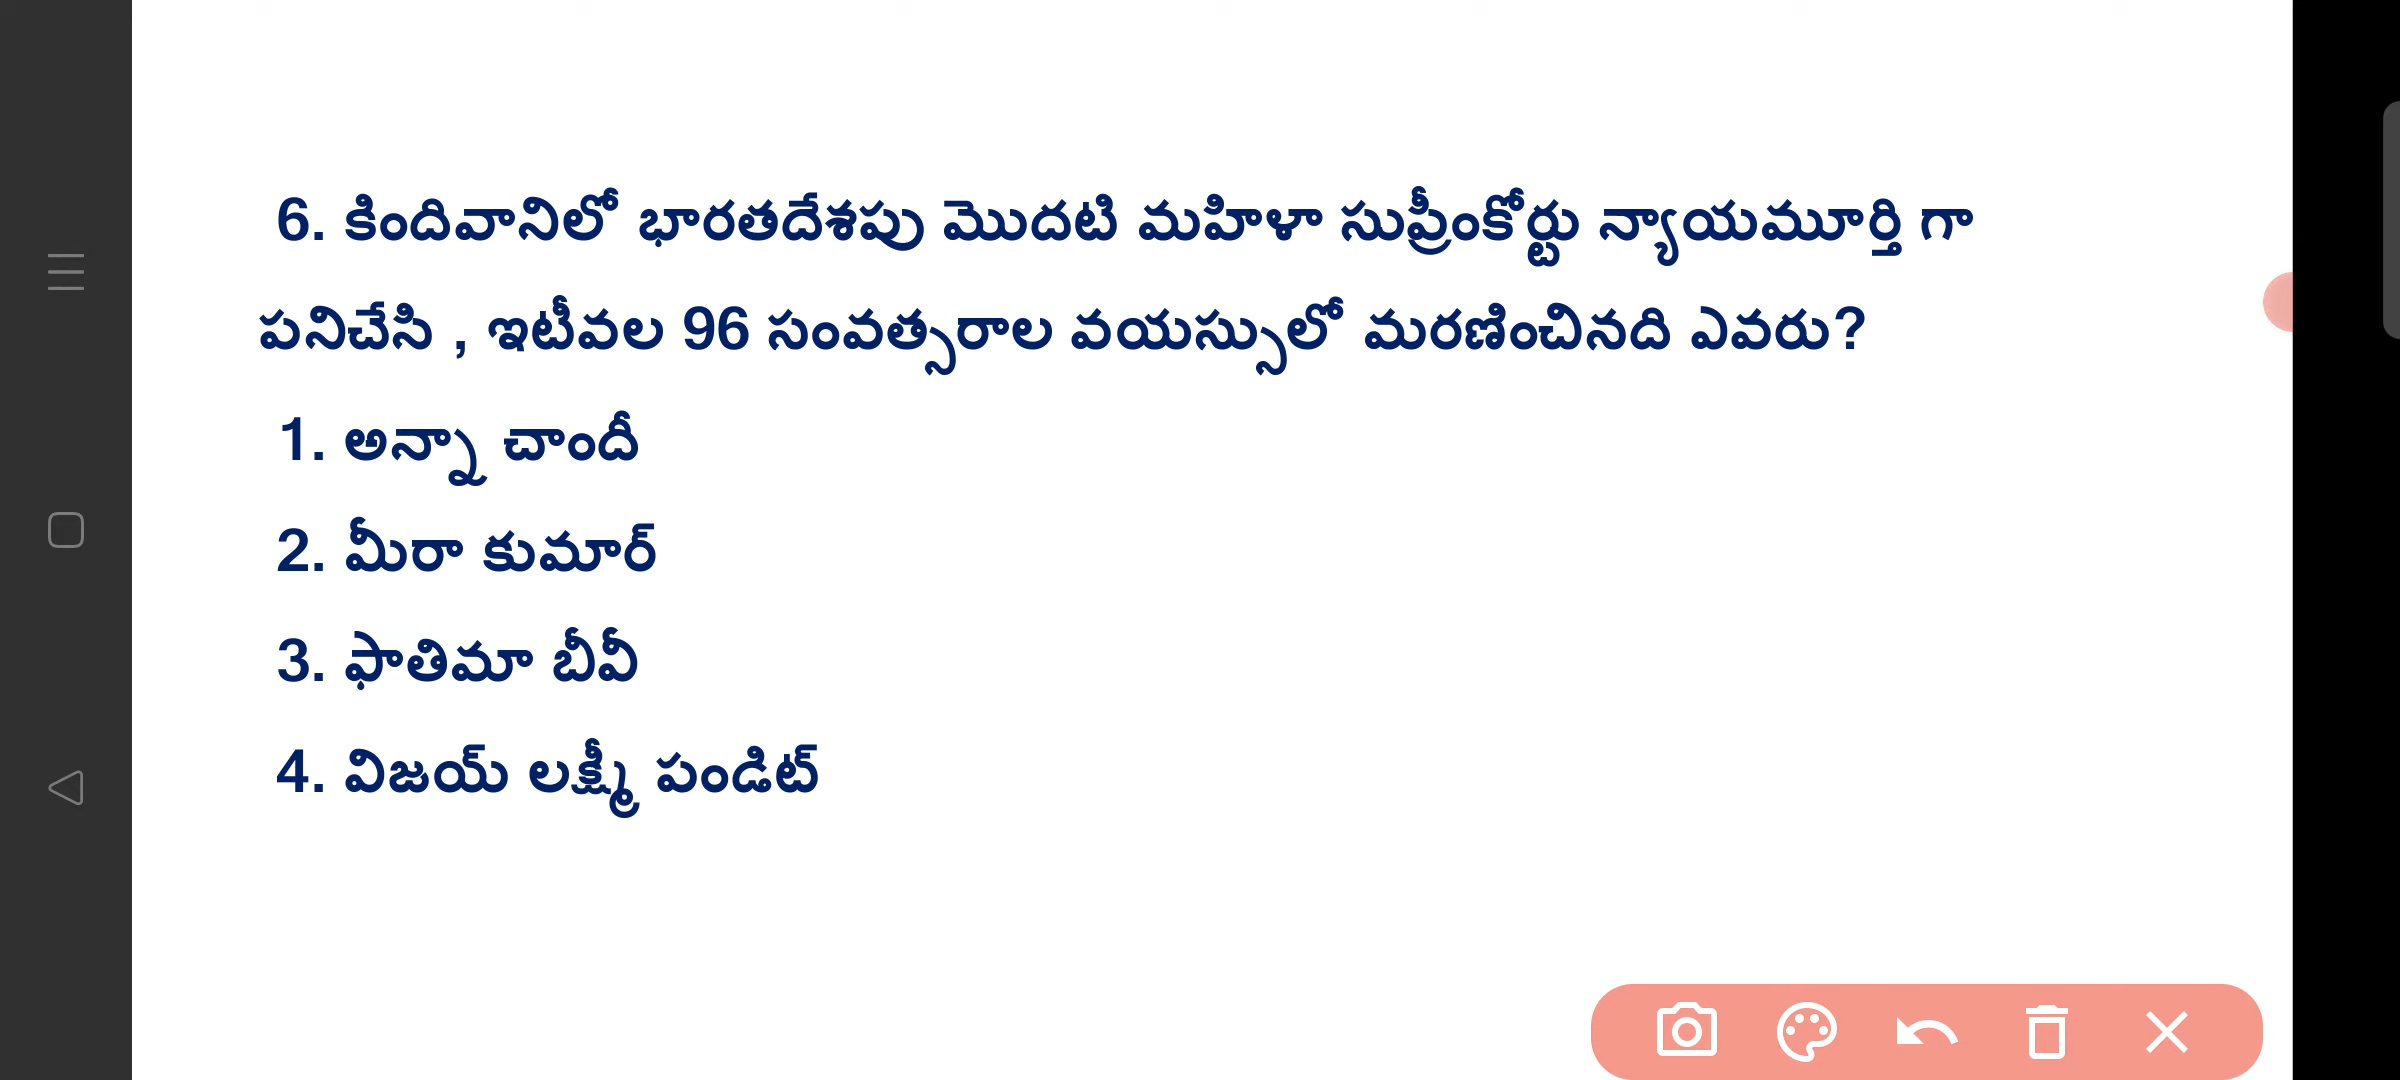 6. కిందివానిలో భారతదేశపు మొదటి మహిళా సుప్రీంకోర్టు న్యాయమూర్తి గా
పనిచేసి , ఇటీవల 96 సంవత్సరాల వయస్సులో మరణించినది ఎవరు?
1. అన్నా చాందీ
2. మీరా కుమార్
3. ఫాతిమా బీవీ
4. విజయ్ లక్ష్మీ పండిట్